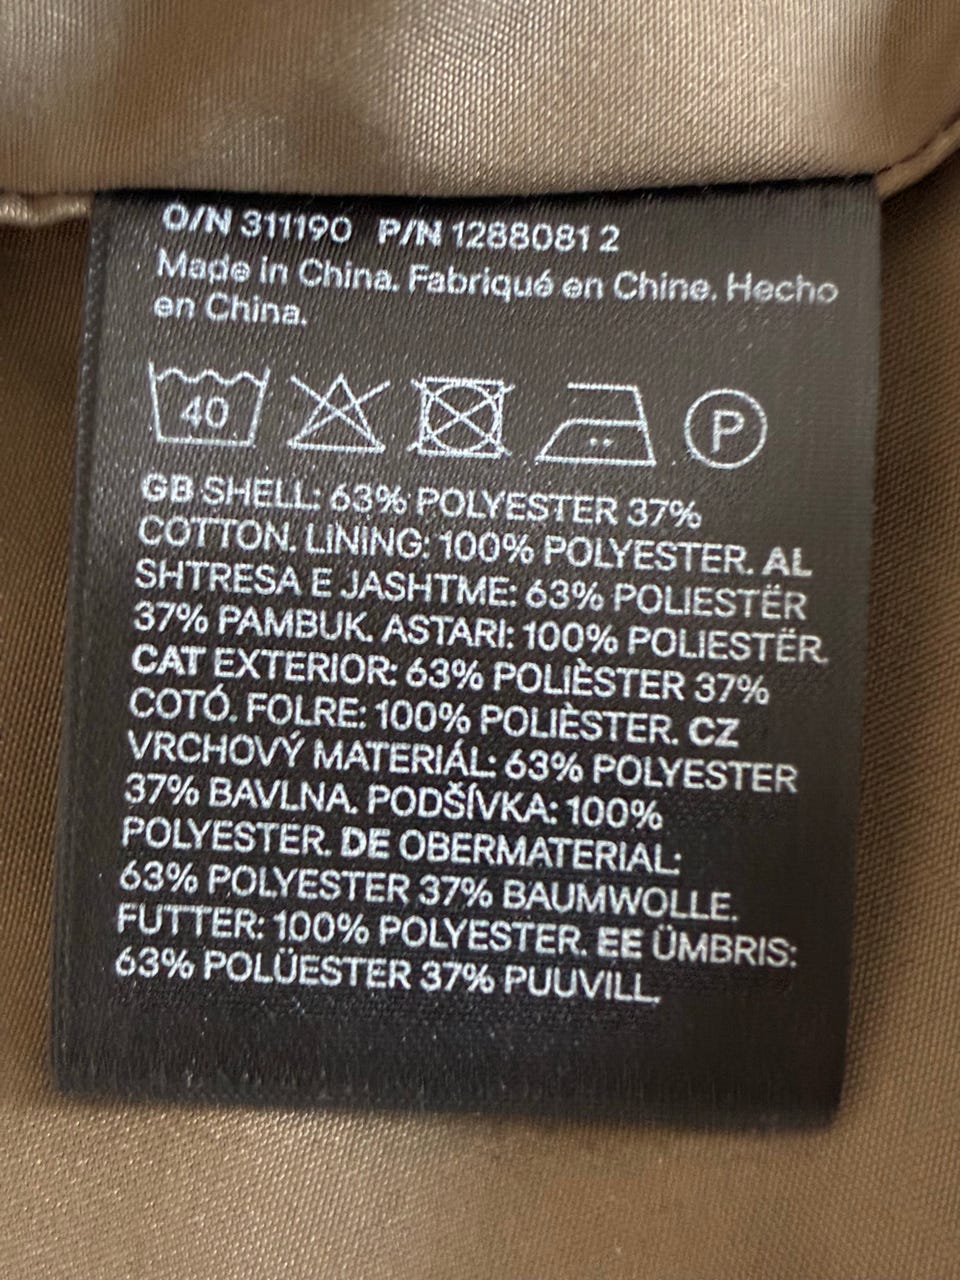 O/N 311190 P/N 1288081 2
Made in China. Fabriqué en Chine. Hecho
en China.
40
P
GB SHELL: 63% POLYESTER 37%
COTTON. LINING: 100% POLYESTER. AL
SHTRESA E JASHTME: 63% POLIESTËR
37% PAMBUK. ASTARI: 100% POLIESTËR.
CAT EXTERIOR: 63% POLIÈSTER 37%
COTÓ. FOLRE: 100% POLIÈSTER. CZ
VRCHOVÝ MATERIÁL: 63% POLYESTER
37% BAVLNA. PODŠÍVKA: 100%
POLYESTER. DE OBERMATERIAL:
63% POLYESTER 37% BAUMWOLLE.
FUTTER: 100% POLYESTER. EE ÜMBRIS:
63% POLÜESTER 37% PUUVILL.